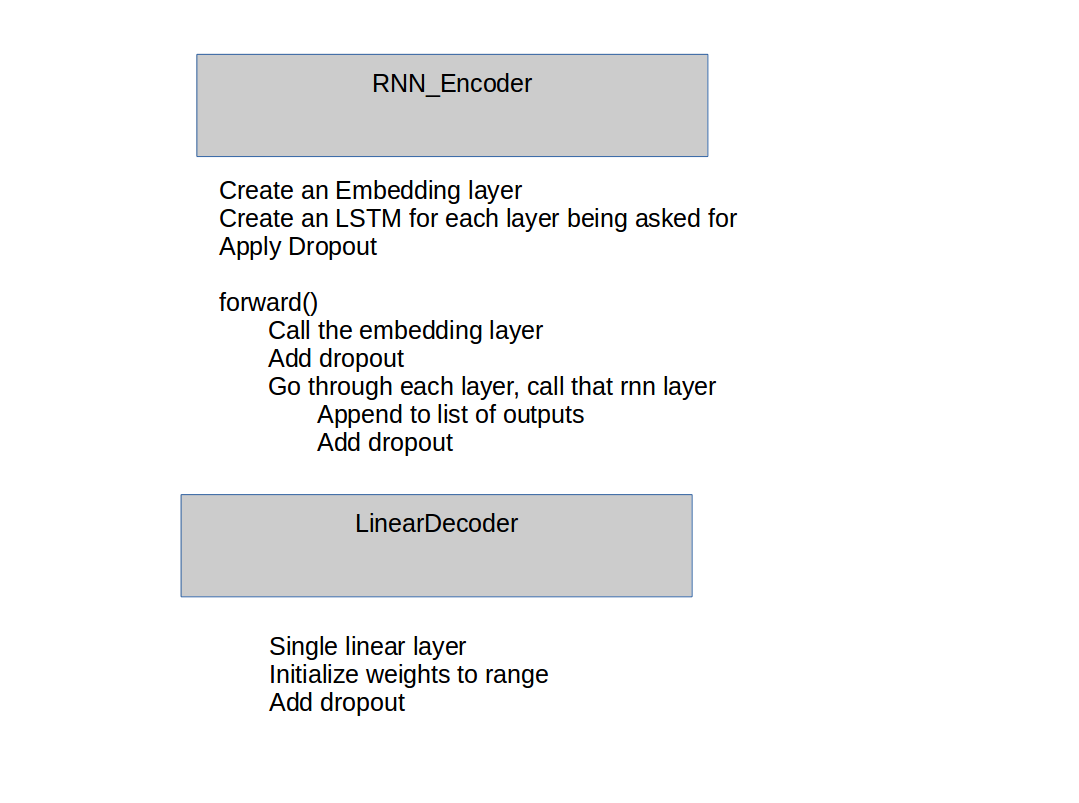 RNN_Encoder
Create an Embedding layer
Create an LSTM for each layer being asked for
Apply Dropout
forward()
Call the embedding layer
Add dropout
Go through each layer, call that rnn layer
Append to list of outputs
Add dropout
LinearDecoder
Single linear layer
Initialize weights to range
Add dropout